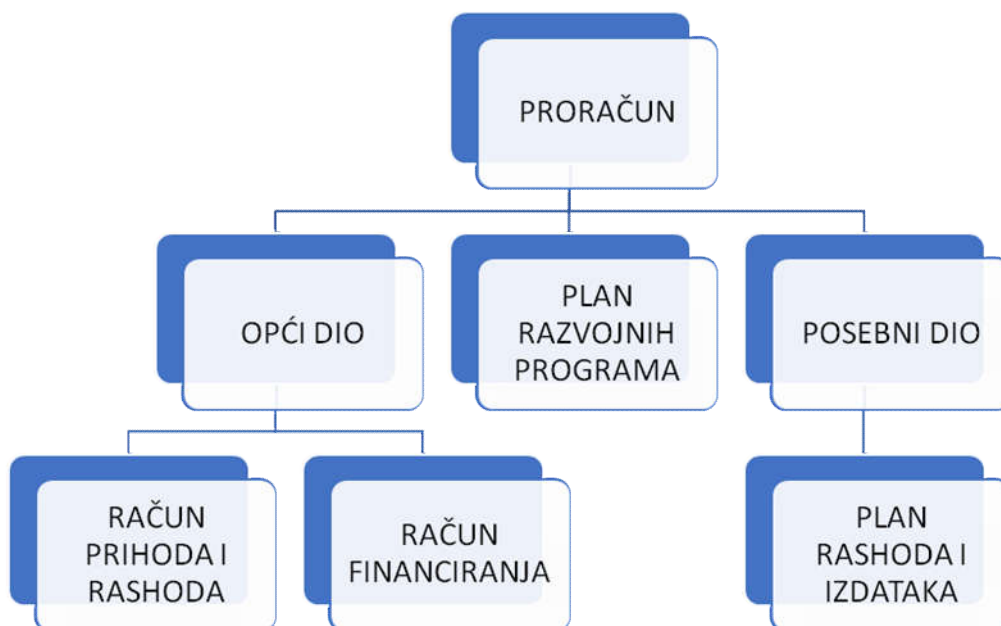 PRORAČUN
OPĆI DIO
PLAN
RAZVOJNIH
PROGRAMA
POSEBNI DIO
RAČUN
PRIHODA I
RASHODA
RAČUN
FINANCIRANJA
PLAN
RASHODA I
IZDATAKA